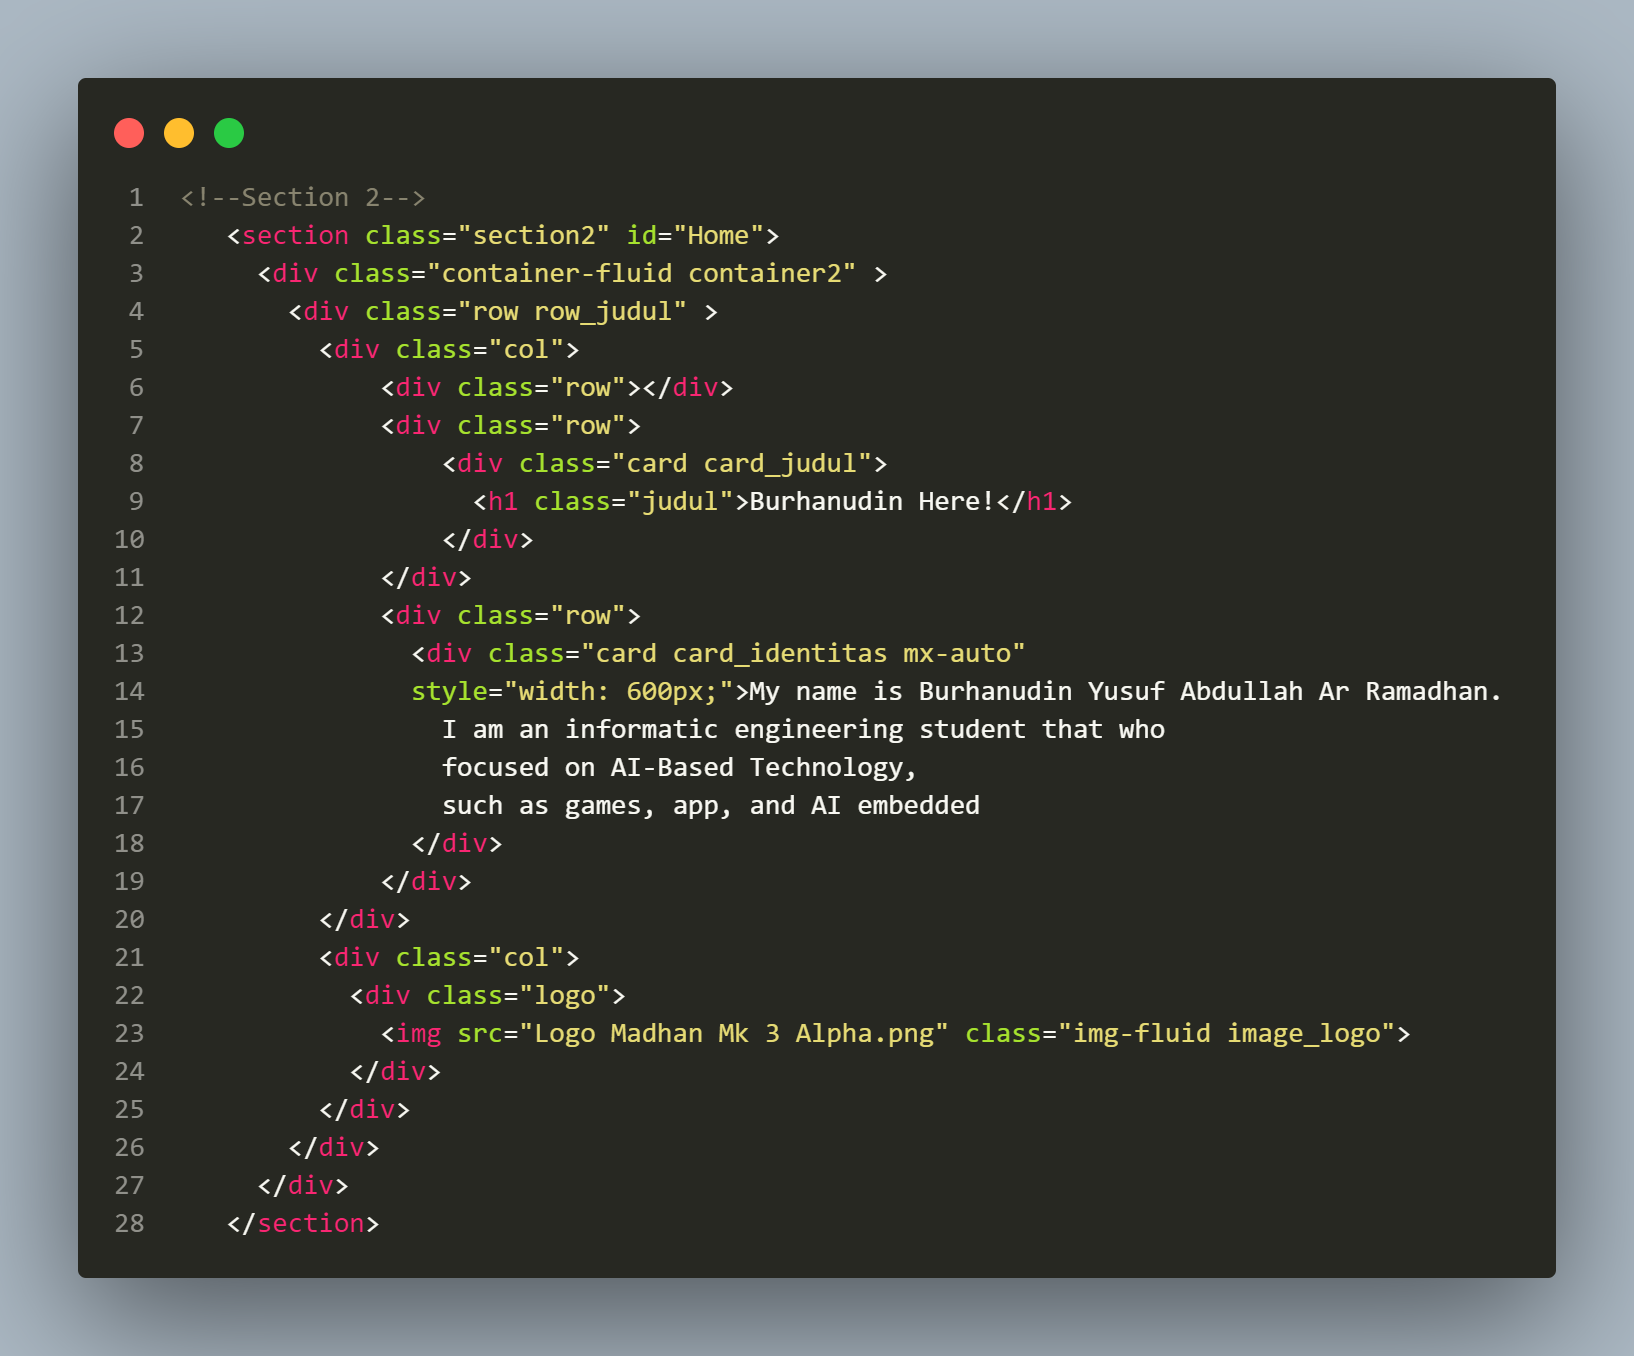 1 <!--Section 2-->
2    <section class="section2" id="Home">
3      <div class="container-fluid container2" >
4        <div class="row row_judul" >
5          <div class="col">
6              <div class="row"></div>
7              <div class="row">
8                  <div class="card card_judul">
9                    <h1 class="judul">Burhanudin Here!</h1>
10                  </div>
11              </div>
12              <div class="row">
13                <div class="card card_identitas mx-auto"
14                style="width: 600px;">My name is Burhanudin Yusuf Abdullah Ar Ramadhan.
15                  I am an informatic engineering student that who
16                  focused on AI-Based Technology,
17                  such as games, app, and AI embedded
18                </div>
19              </div>
20          </div>
21          <div class="col">
22            <div class="logo">
23              <img src="Logo Madhan Mk 3 Alpha.png" class="img-fluid image_logo">
24            </div>
25          </div>
26        </div>
27      </div>
28    </section>